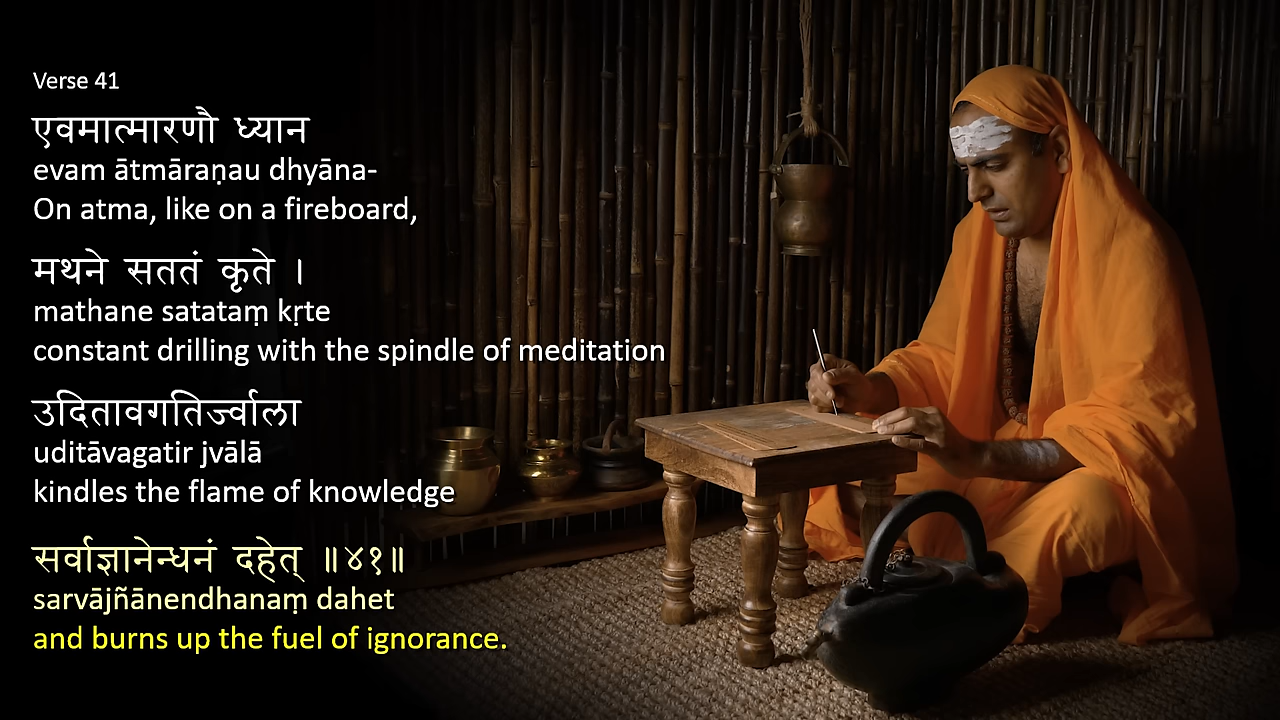 Verse 41
एवमात्मारणौ ध्यान
evam ātmāraṇau dhyāna-
On atma, like on a fireboard,
मथने सततं कृते ।
mathane satataṃ kṛte
constant drilling with the spindle of meditation
उदितावगतिर्ज्वाला
uditāvagatir jvālā
kindles the flame of knowledge
सर्वाज्ञानेन्धनं दहेत् ॥४१॥
sarvājñānendhanaṃ dahet
and burns up the fuel of ignorance.